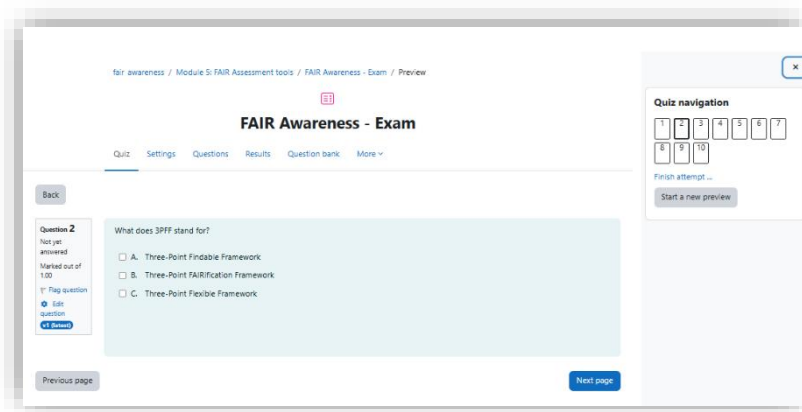 fair awareness / Module 5: FAIR Assessment tools / FAIR Awareness - Exam / Preview
FAIR Awareness - Exam
Quiz Settings Questions Results Question bank More
Back
Question 2
Not yet
answered
Marked out of
1.00
Flag question
Edit
question
v1 (latest)
What does 3PFF stand for?
A. Three-Point Findable Framework
B. Three-Point FAIRification Framework
C. Three-Point Flexible Framework
Previous page
Next page
×
Quiz navigation
1 2 3 4 5 6 7
8 9 10
Finish attempt ...
Start a new preview